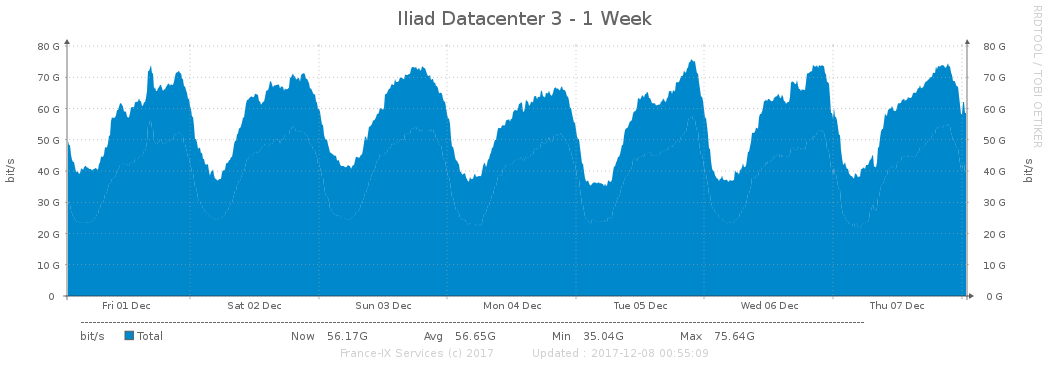 Iliad Datacenter 3 - 1 Week
RRDTOOL / TOBI OETIKER
bit/s
80 G 80 G
70 G 70 G
60 G 60 G
50 G 50 G
40 G 40 G
30 G 30 G
20 G 20 G
10 G 10 G
0 0 G
bit/s
Fri 01 Dec Sat 02 Dec Sun 03 Dec Mon 04 Dec Tue 05 Dec Wed 06 Dec Thu 07 Dec
bit/s Total Now 56.17G Avg 56.65G Min 35.04G Max 75.64G
France-IX Services (c) 2017 Updated : 2017-12-08 00:55:09